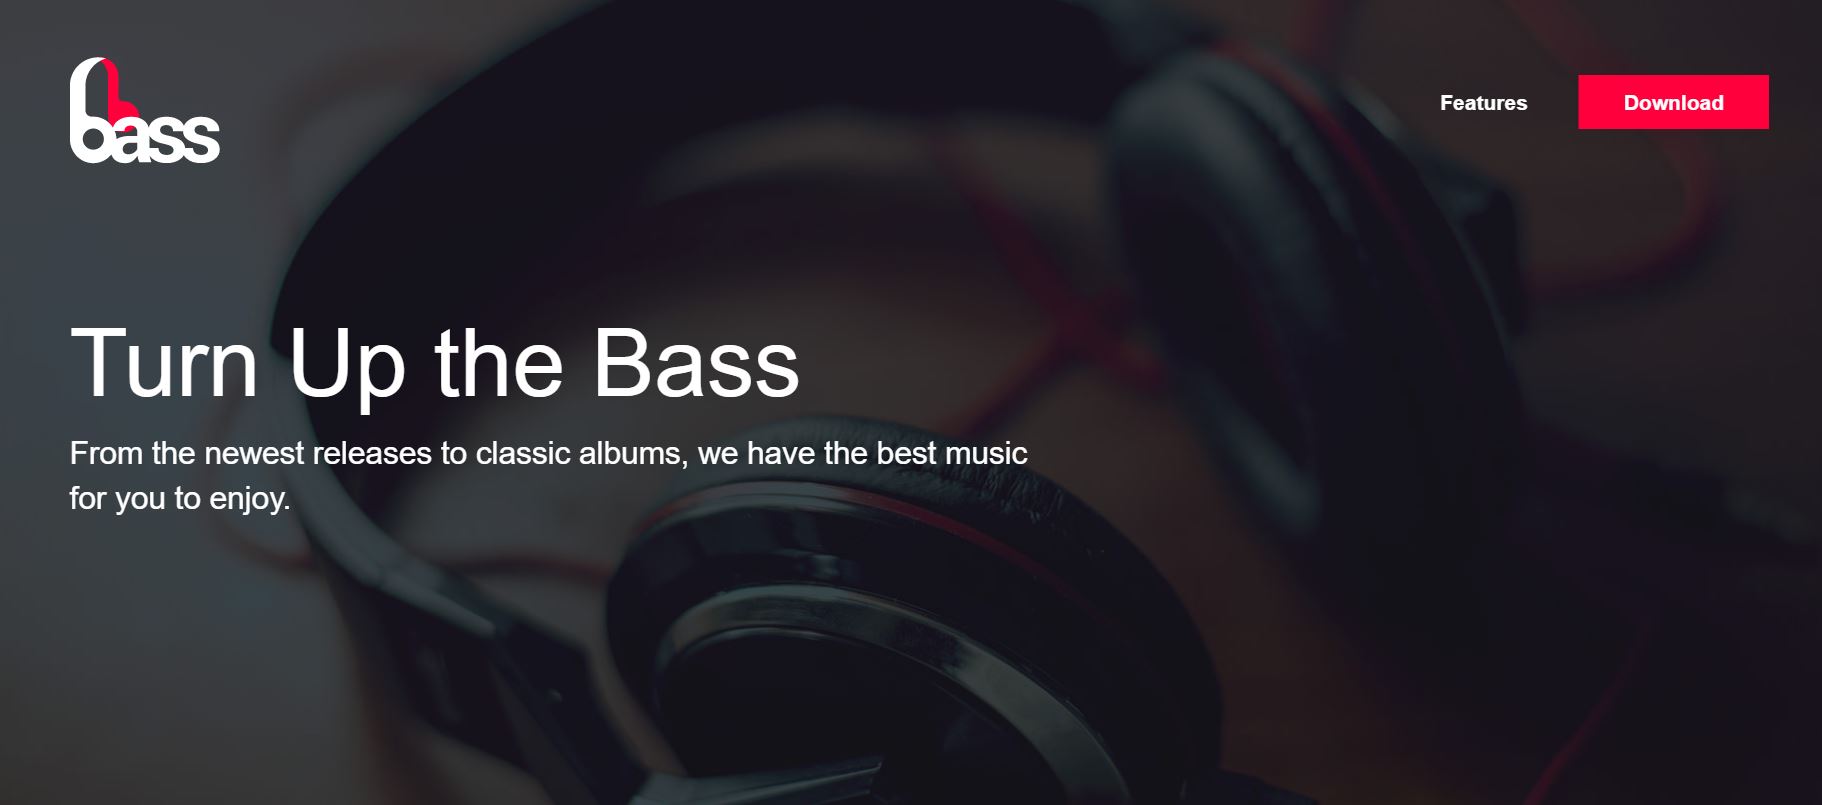 bass
Features
Download
Turn Up the Bass
From the newest releases to classic albums, we have the best music
for you to enjoy.